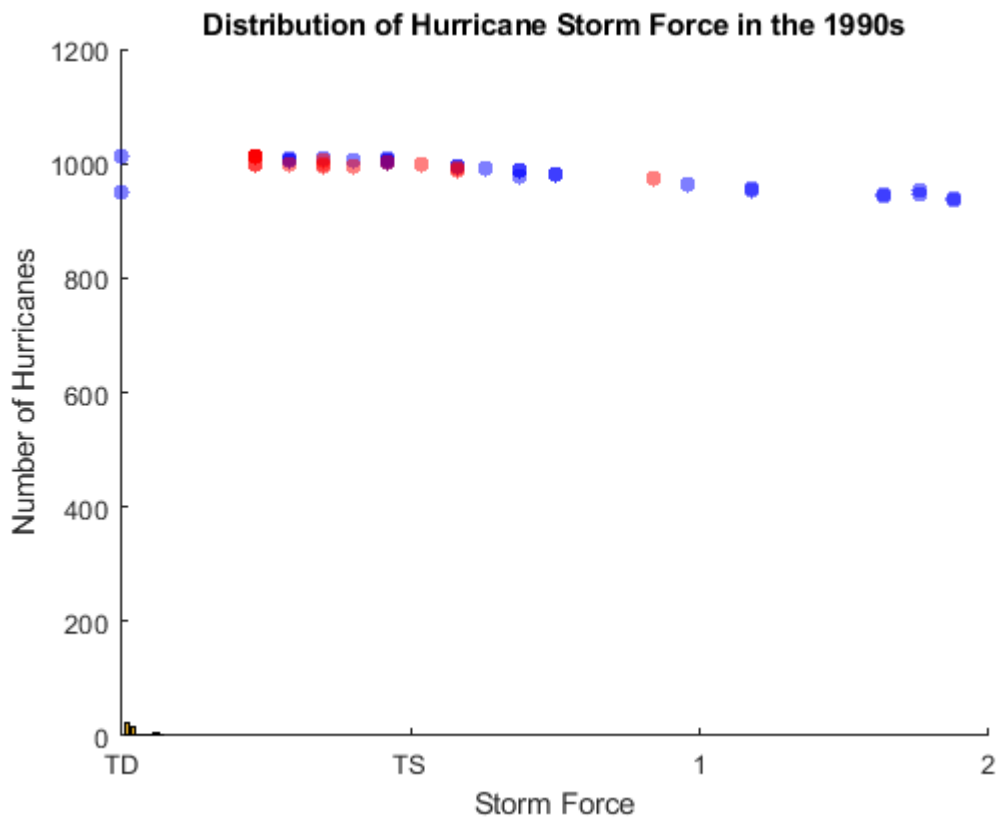 Distribution of Hurricane Storm Force in the 1990s
1200
1000
800
600
400
200
0
Number of Hurricanes
TD TS 1 2
Storm Force